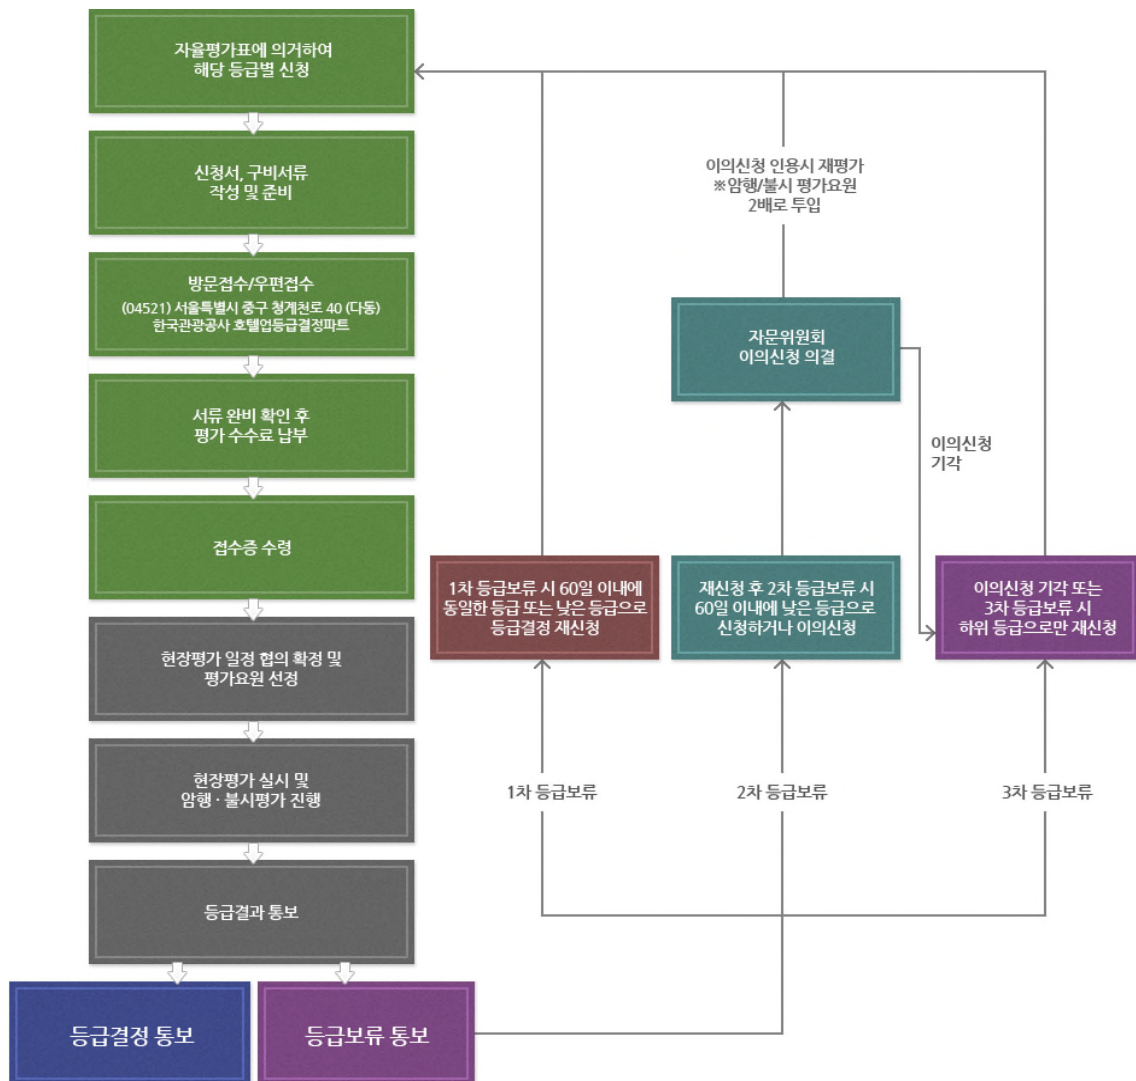 자율평가표에 의거하여
해당 등급별 신청
신청서, 구비서류
작성 및 준비
방문접수/우편접수
(04521) 서울특별시 중구 청계천로 40 (다동)
한국관광공사 호텔업등급결정파트
서류 완비 확인 후
평가 수수료 납부
접수증 수령
현장평가 일정 협의 확정 및
평가요원 선정
현장평가 실시 및
암행 · 불시평가 진행
등급결과 통보
등급결정 통보
등급보류 통보
이의신청 인용시 재평가
※암행/불시 평가요원
2배로 투입
자문위원회
이의신청 의결
이의신청
기각
1차 등급보류 시 60일 이내에
동일한 등급 또는 낮은 등급으로
등급결정 재신청
재신청 후 2차 등급보류 시
60일 이내에 낮은 등급으로
신청하거나 이의신청
이의신청 기각 또는
3차 등급보류 시
하위 등급으로만 재신청
1차 등급보류
2차 등급보류
3차 등급보류